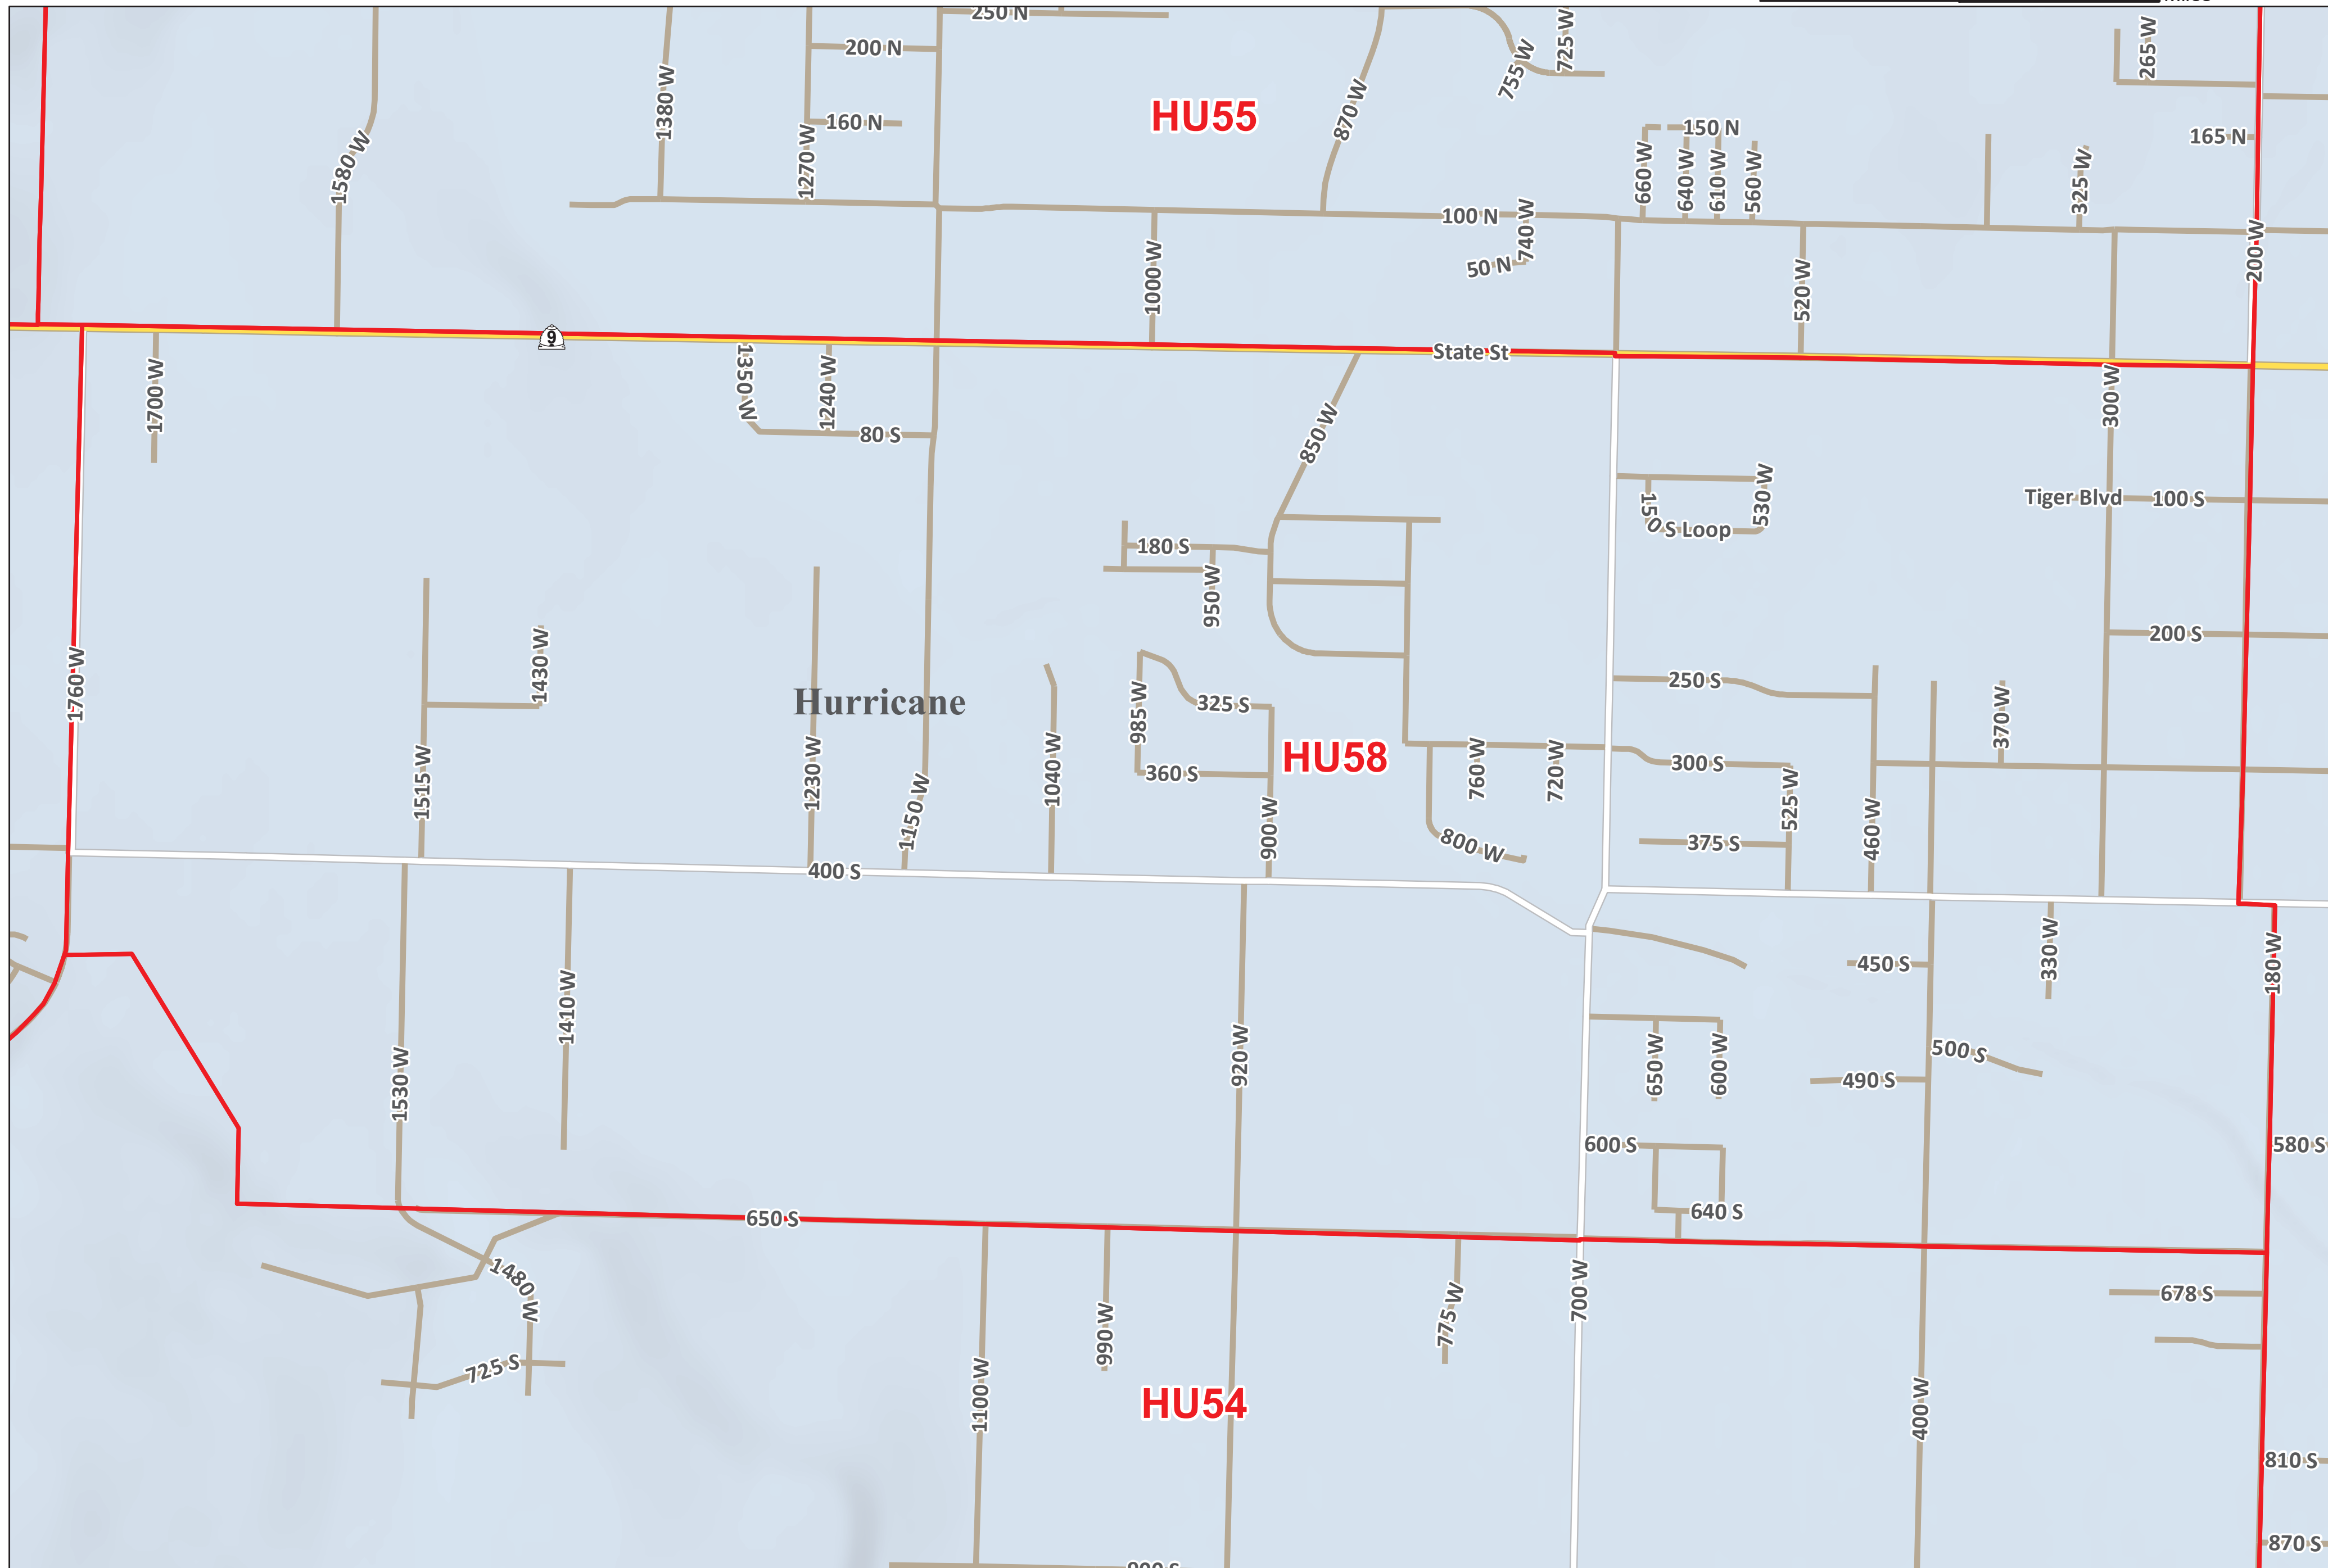 250 N
725 W
265 W
200 N
755 W
1380 W
870 W
HU55
160 N
150 N
165 N
1270 W
1580 W
660 W
640 W
610 W
560 W
325 W
100 N
740 W
200 W
50 N
1000 W
520 W
9
State St
1700 W
1350 W
1240 W
300 W
80 S
850 W
530 W
Tiger Blvd
100 S
150 S Loop
180 S
950 W
200 S
1430 W
1760 W
250 S
Hurricane
985 W
325 S
370 W
HU58
300 S
1040 W
360 S
760 W
720 W
1515 W
1230 W
1150 W
900 W
525 W
460 W
800 W
375 S
400 S
330 W
180 W
450 S
1410 W
920 W
500 S
1530 W
650 W
600 W
490 S
600 S
580 S
650 S
640 S
1480 W
700 W
678 S
990 W
775 W
725 S
1100 W
HU54
400 W
810 S
870 S